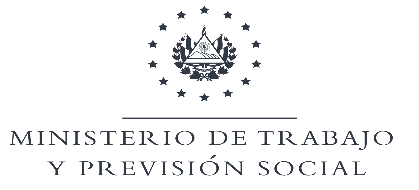 MINISTERIO DE TRABAJO
Y PREVISIÓN SOCIAL